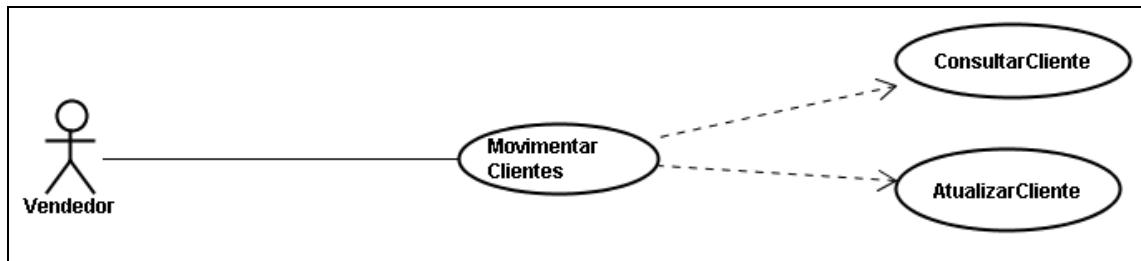 ConsultarCliente
Movimentar
Clientes
AtualizarCliente
Vendedor